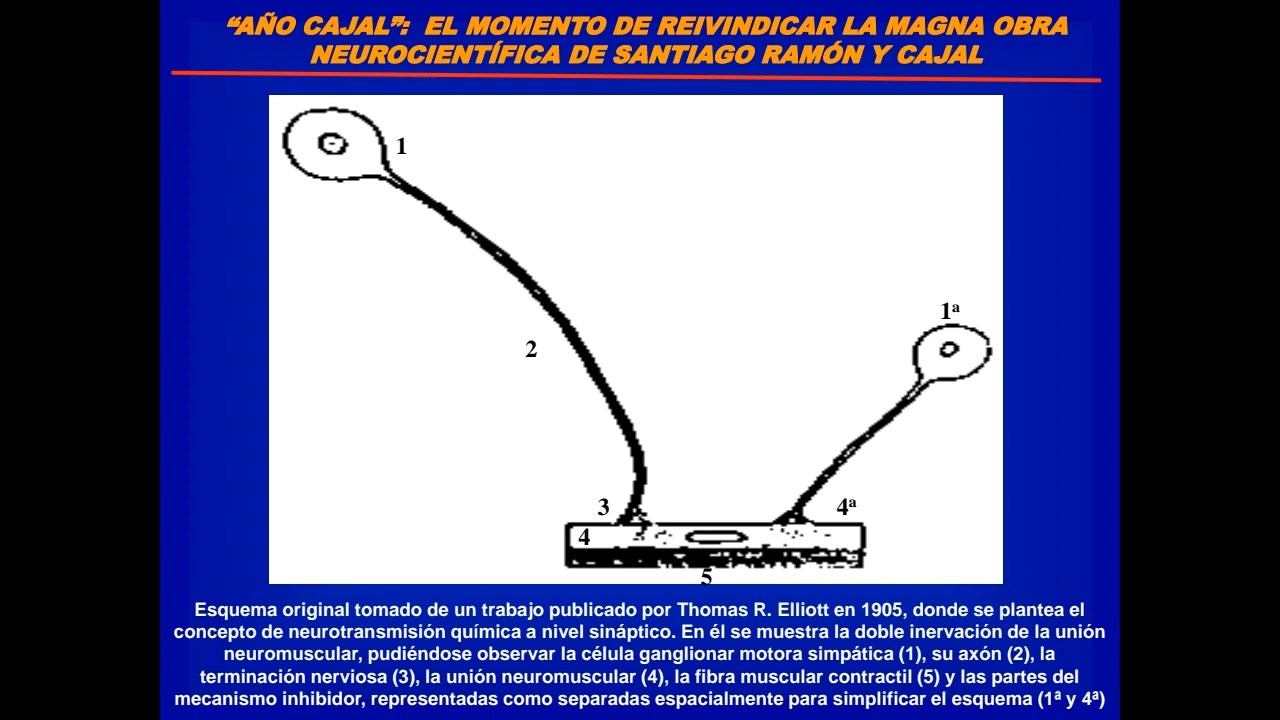 “AÑO CAJAL”: EL MOMENTO DE REIVINDICAR LA MAGNA OBRA
NEUROCIENTÍFICA DE SANTIAGO RAMÓN Y CAJAL
1
1ª
2
3
4ª
4
5
Esquema original tomado de un trabajo publicado por Thomas R. Elliott en 1905, donde se plantea el
concepto de neurotransmisión química a nivel sináptico. En él se muestra la doble inervación de la unión
neuromuscular, pudiéndose observar la célula ganglionar motora simpática (1), su axón (2), la
terminación nerviosa (3), la unión neuromuscular (4), la fibra muscular contractil (5) y las partes del
mecanismo inhibidor, representadas como separadas espacialmente para simplificar el esquema (1ª y 4ª)